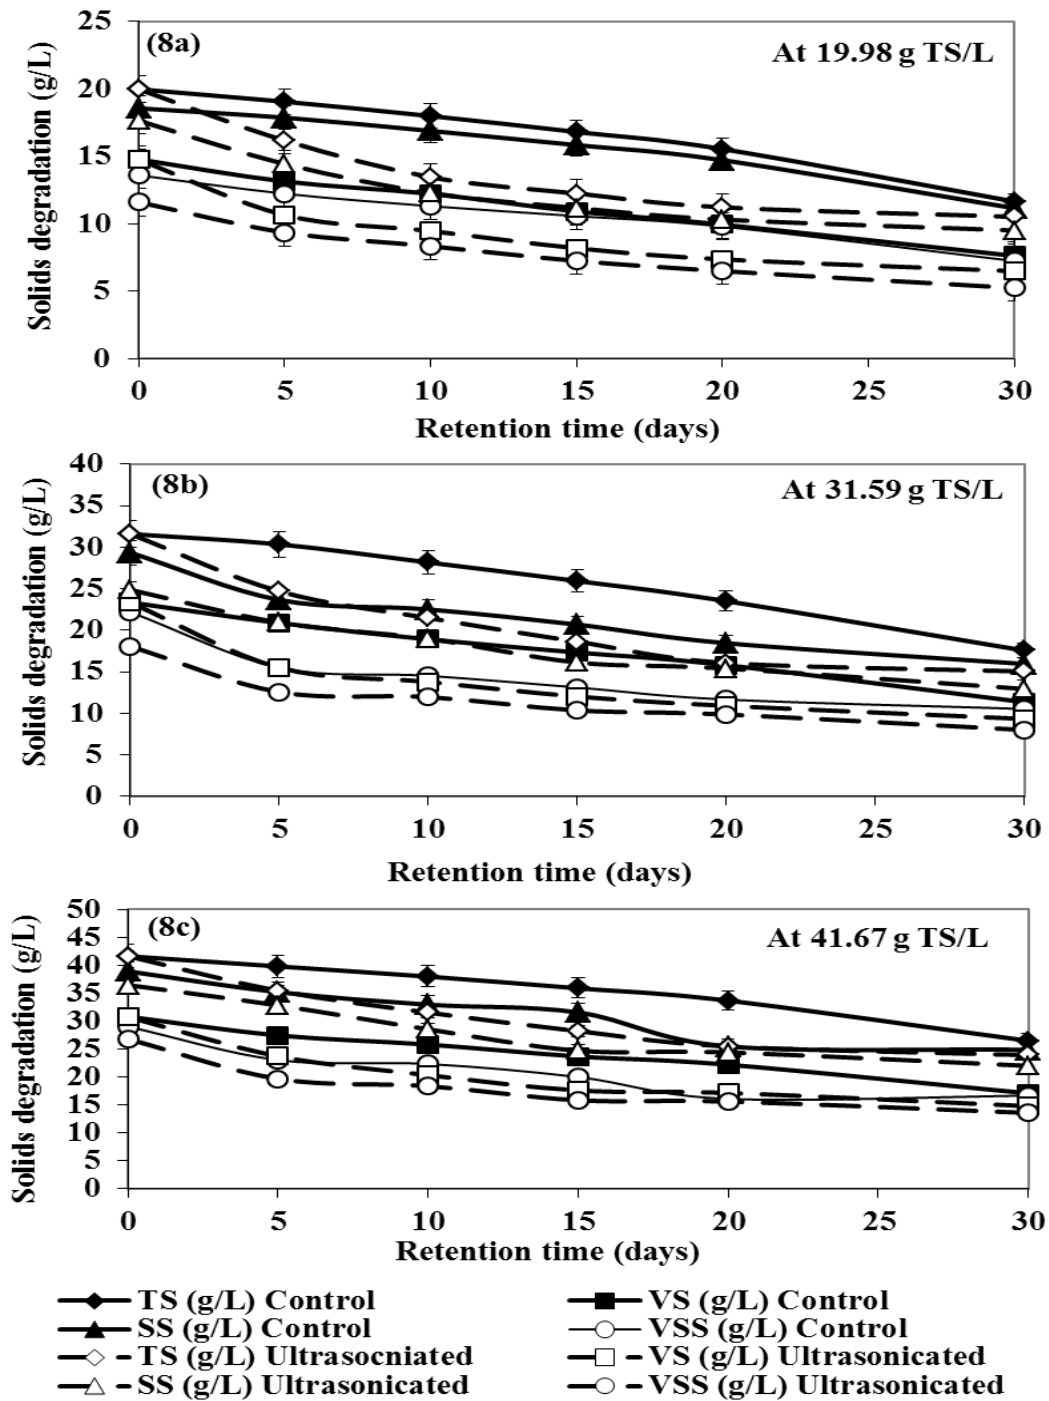 (8a)
At 19.98 g TS/L
Solids degradation (g/L)
25
20
15
10
5
0
0 5 10 15 20 25 30
Retention time (days)
(8b)
At 31.59 g TS/L
Solids degradation (g/L)
40
35
30
25
20
15
10
5
0
0 5 10 15 20 25 30
Retention time (days)
(8c)
At 41.67 g TS/L
Solids degradation (g/L)
50
45
40
35
30
25
20
15
10
5
0
0 5 10 15 20 25 30
Retention time (days)
TS (g/L) Control VS (g/L) Control
SS (g/L) Control VSS (g/L) Control
TS (g/L) Ultrasocniated VS (g/L) Ultrasonicated
SS (g/L) Ultrasonicated VSS (g/L) Ultrasonicated